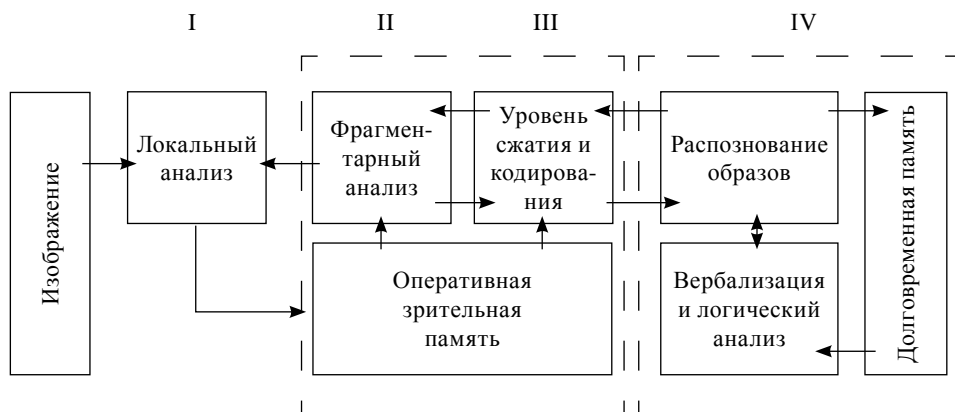 I
II
III
IV
Изображение
Локальный
анализ
Фрагмен-
тарный
анализ
Уровень
сжатия и
кодирова-
ния
Распознование
образов
Долговременная память
Оперативная
зрительная
память
Вербализация
и логический
анализ